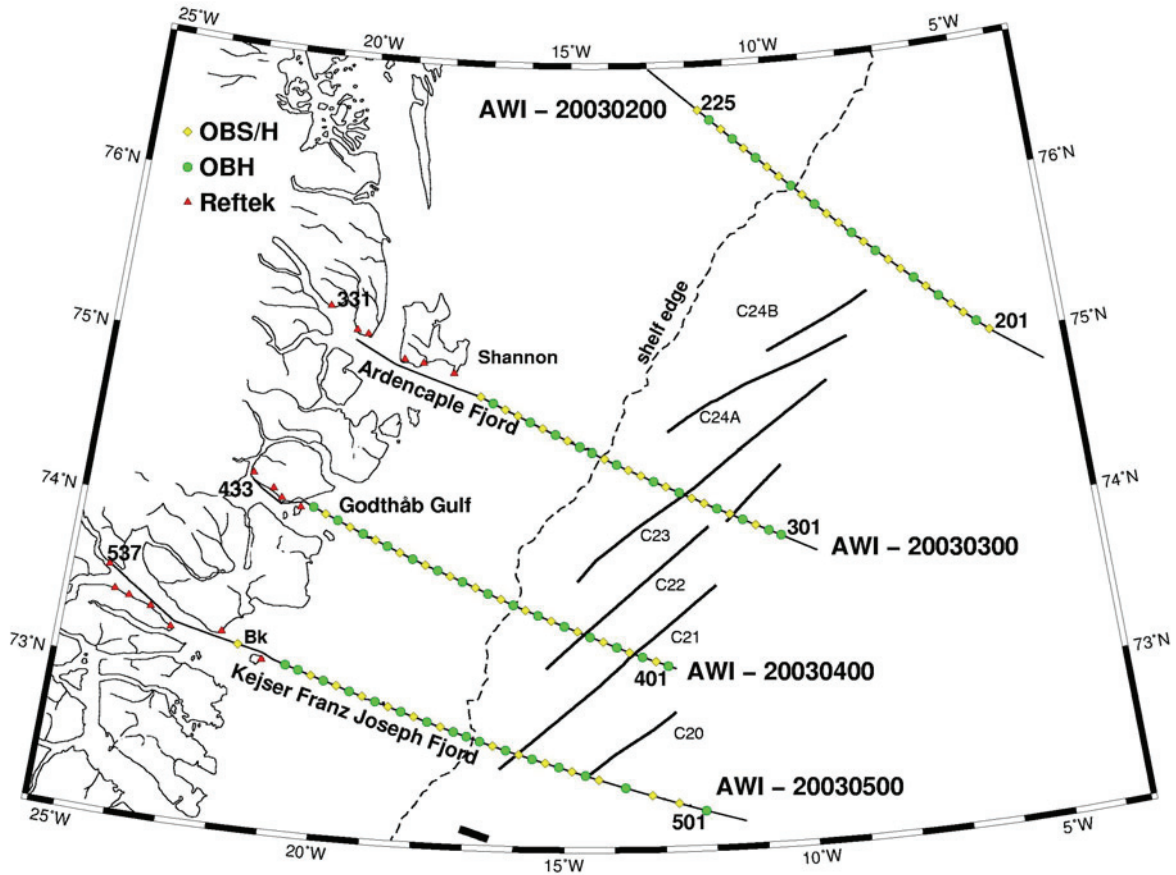 25˚W
20˚W
15˚W
10˚W
5˚W
AWI – 20030200
225
OBS/H
OBH
Reftek
76˚N
76˚N
75˚N
75˚N
201
331
Shannon
Ardencaple Fjord
shelf edge
C24B
C24A
74˚N
74˚N
433
Godthåb Gulf
C23
301
AWI – 20030300
537
C22
C21
73˚N
73˚N
Bk
401
AWI – 20030400
Kejser Franz Joseph Fjord
C20
AWI – 20030500
501
25˚W
20˚W
15˚W
10˚W
5˚W